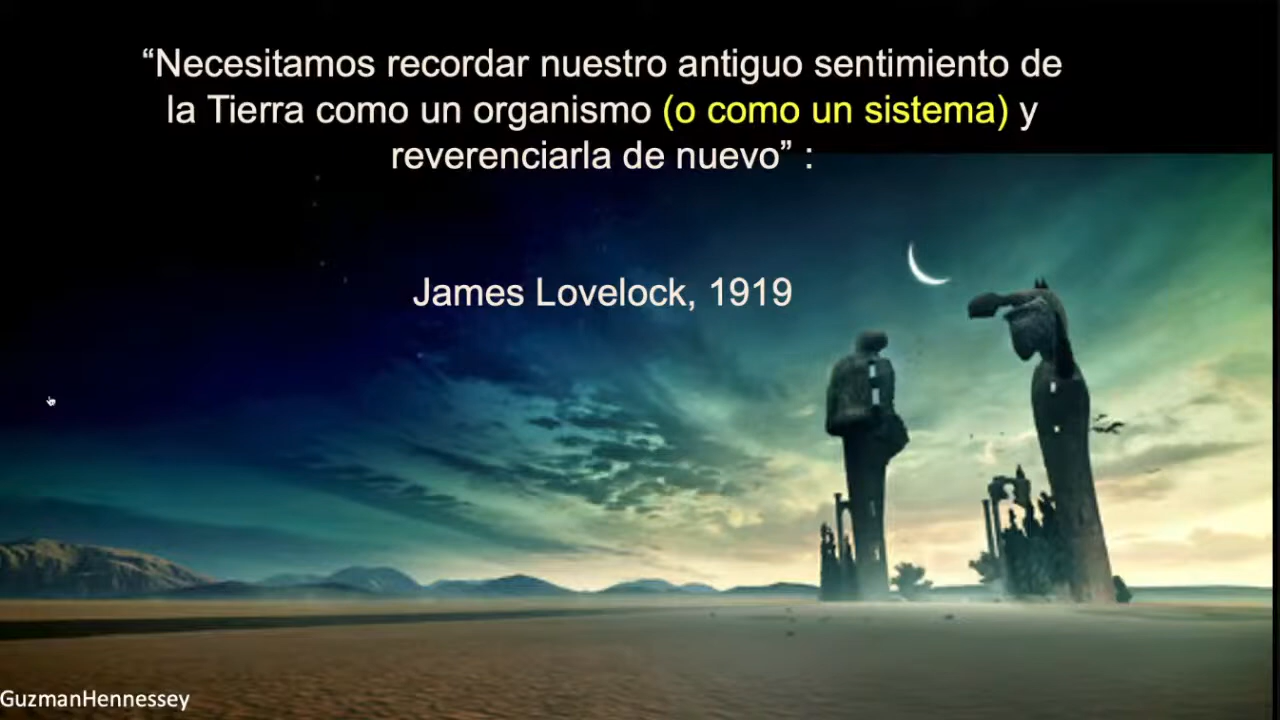 “Necesitamos recordar nuestro antiguo sentimiento de
la Tierra como un organismo (o como un sistema) y
reverenciarla de nuevo” :
James Lovelock, 1919
GuzmanHennessey